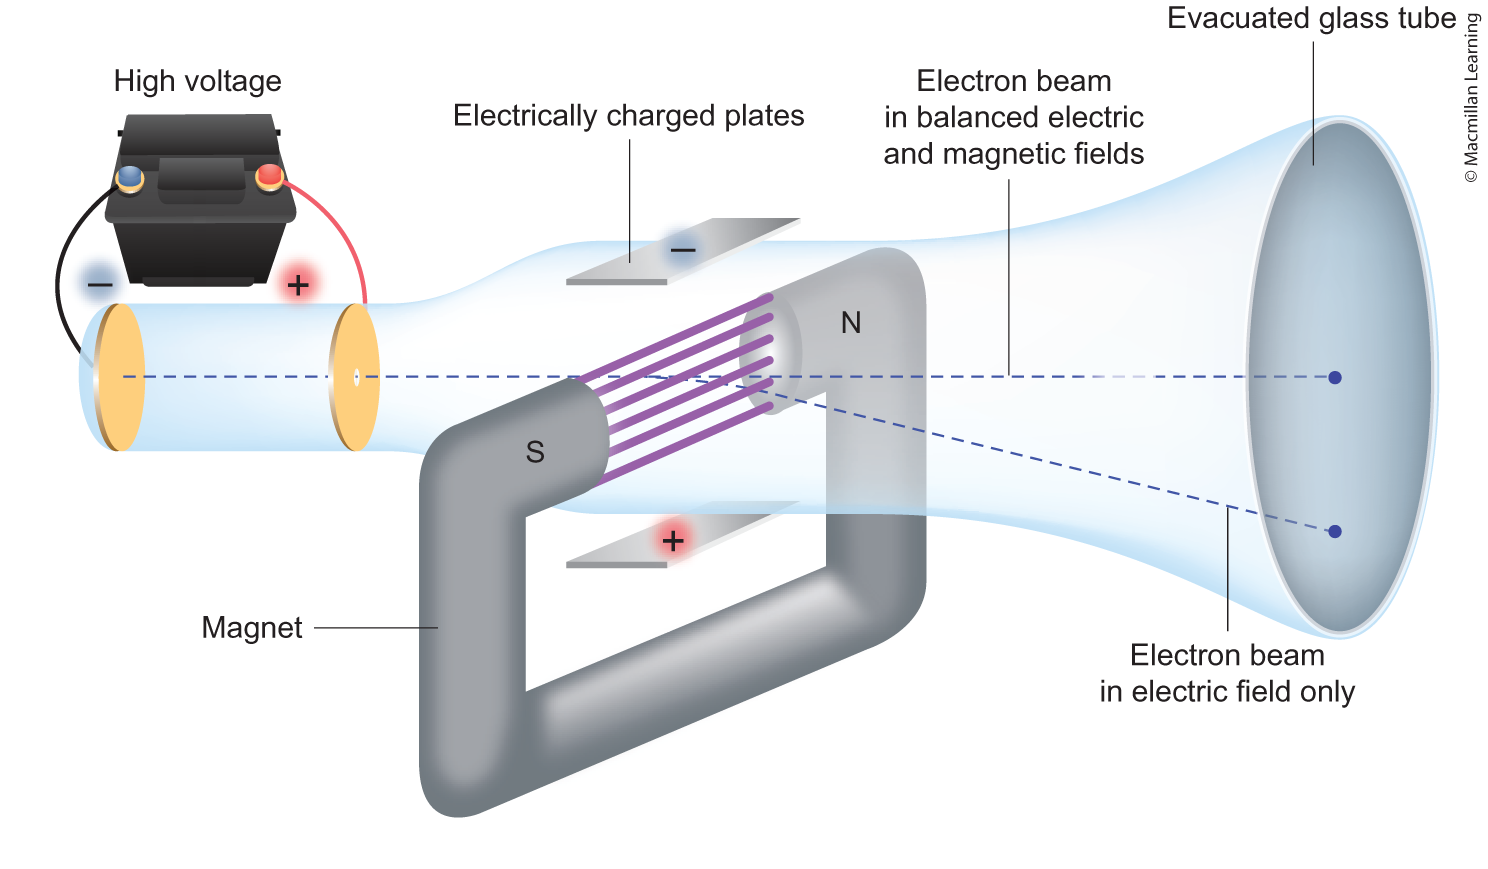 Evacuated glass tube
© Macmillan Learning
High voltage
Electrically charged plates
Electron beam
in balanced electric
and magnetic fields
−
+
−
N
S
+
Magnet
Electron beam
in electric field only